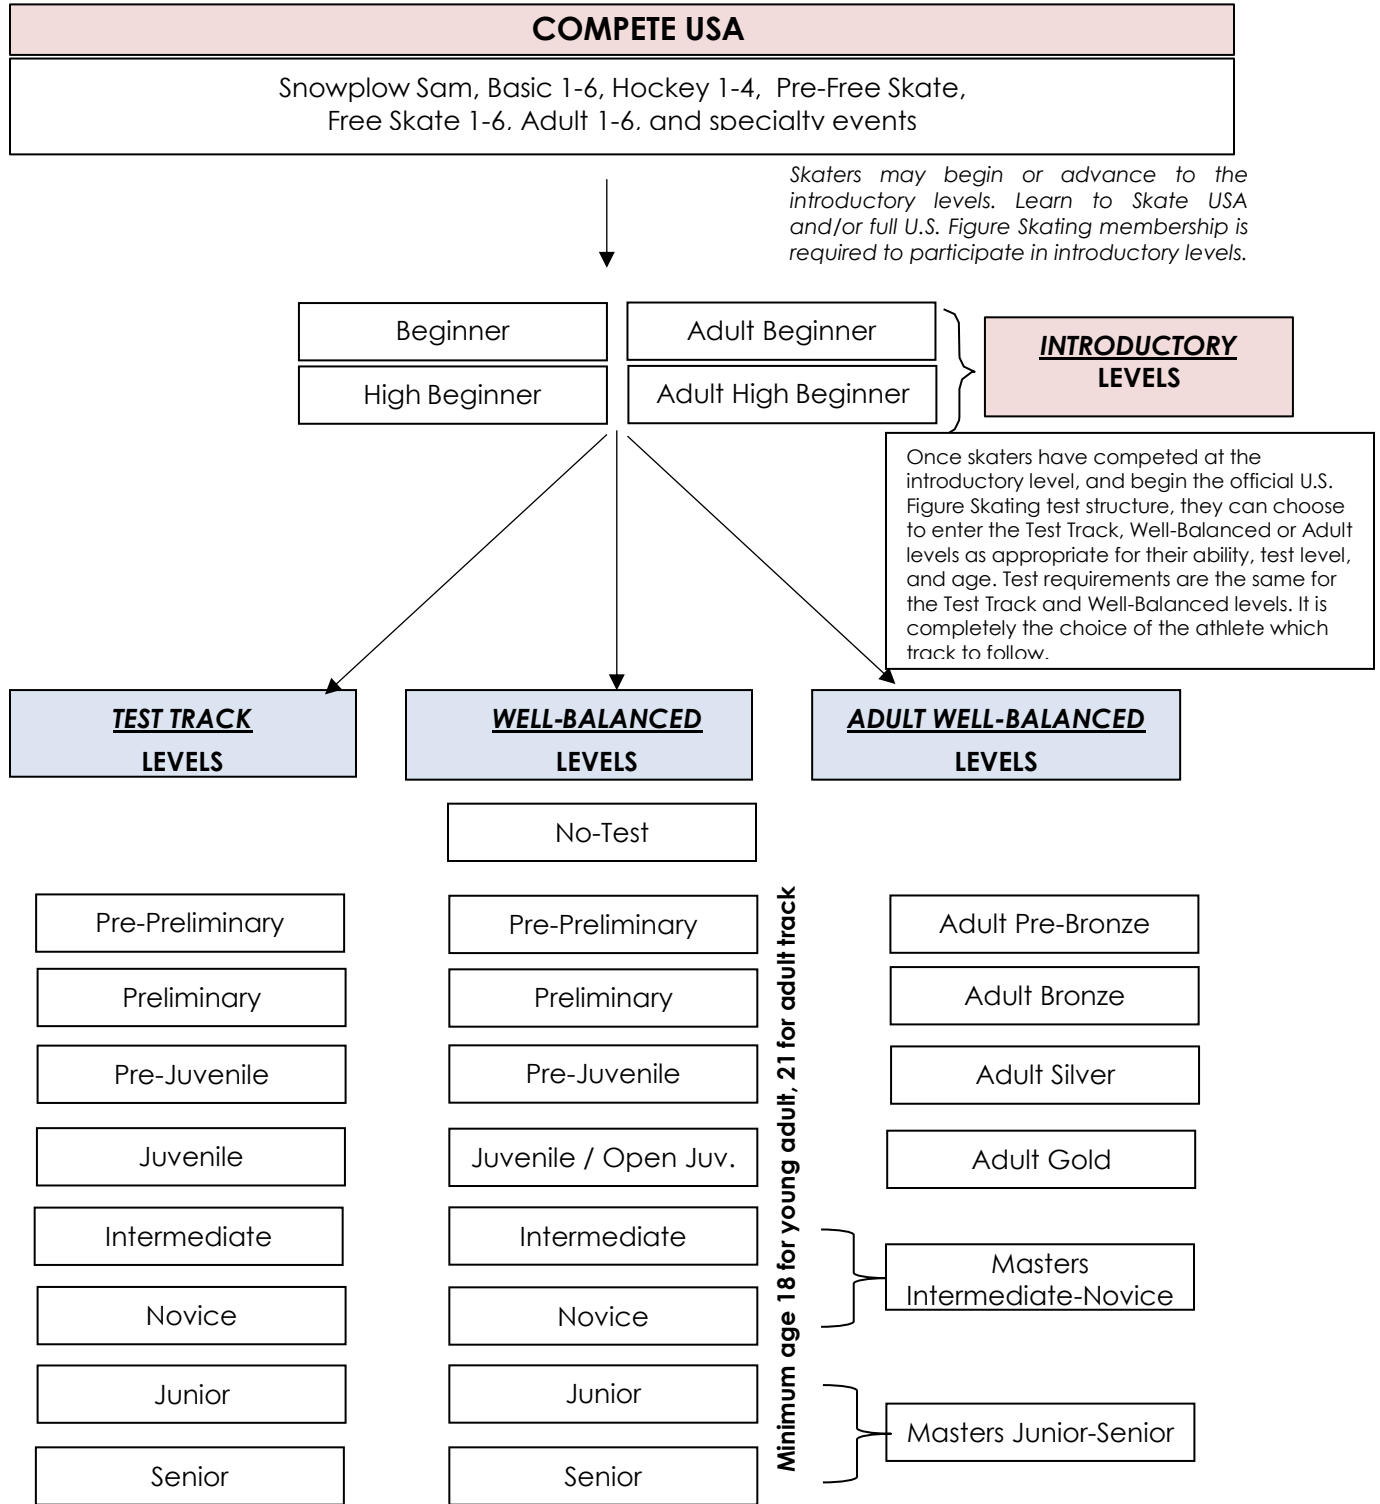 COMPETE USA
Snowplow Sam, Basic 1-6, Hockey 1-4, Pre-Free Skate,
Free Skate 1-6, Adult 1-6, and specialty events
Skaters may begin or advance to the
introductory levels. Learn to Skate USA
and/or full U.S. Figure Skating membership is
required to participate in introductory levels.
Beginner
Adult Beginner
High Beginner
Adult High Beginner
INTRODUCTORY
LEVELS
Once skaters have competed at the
introductory level, and begin the official U.S.
Figure Skating test structure, they can choose
to enter the Test Track, Well-Balanced or Adult
levels as appropriate for their ability, test level,
and age. Test requirements are the same for
the Test Track and Well-Balanced levels. It is
completely the choice of the athlete which
track to follow.
TEST TRACK
LEVELS
WELL-BALANCED
LEVELS
ADULT WELL-BALANCED
LEVELS
No-Test
Pre-Preliminary
Pre-Preliminary
Adult Pre-Bronze
Preliminary
Preliminary
Adult Bronze
Pre-Juvenile
Pre-Juvenile
Adult Silver
Juvenile
Juvenile / Open Juv.
Adult Gold
Intermediate
Intermediate
Masters
Intermediate-Novice
Novice
Novice
Junior
Junior
Masters Junior-Senior
Senior
Senior
Minimum age 18 for young adult, 21 for adult track